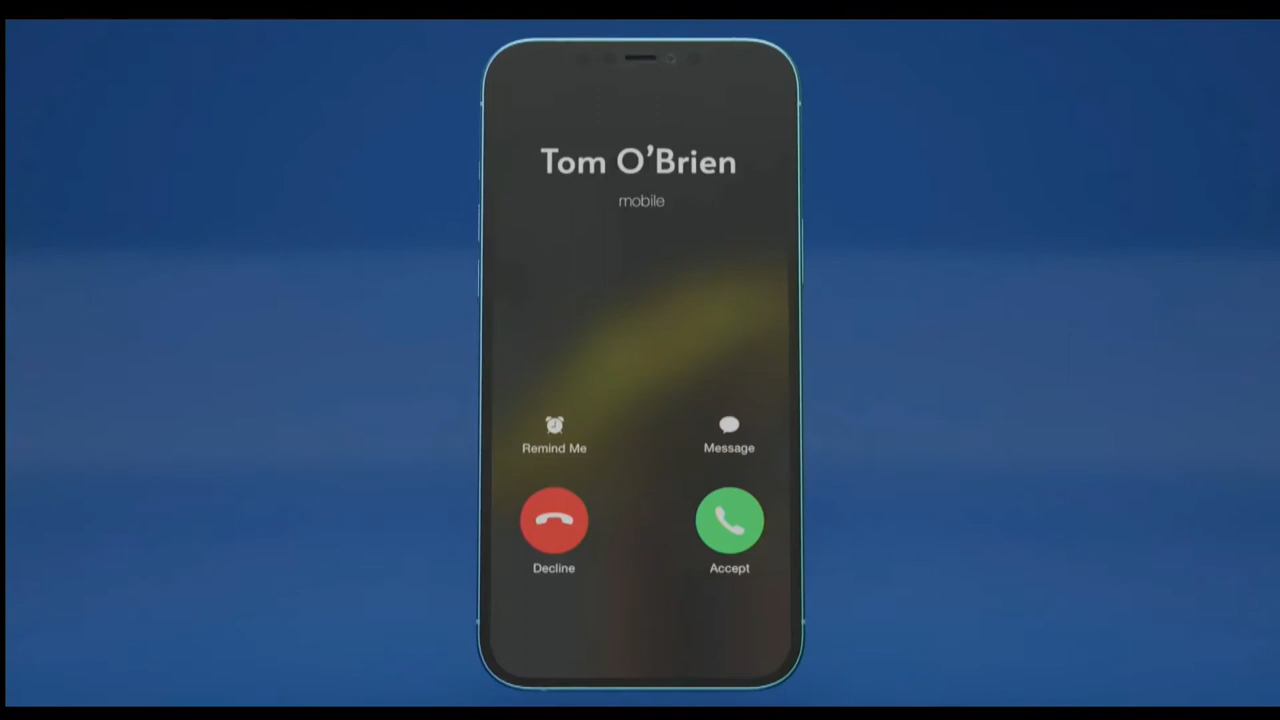 Tom O’Brien
mobile
Remind Me
Message
Decline
Accept